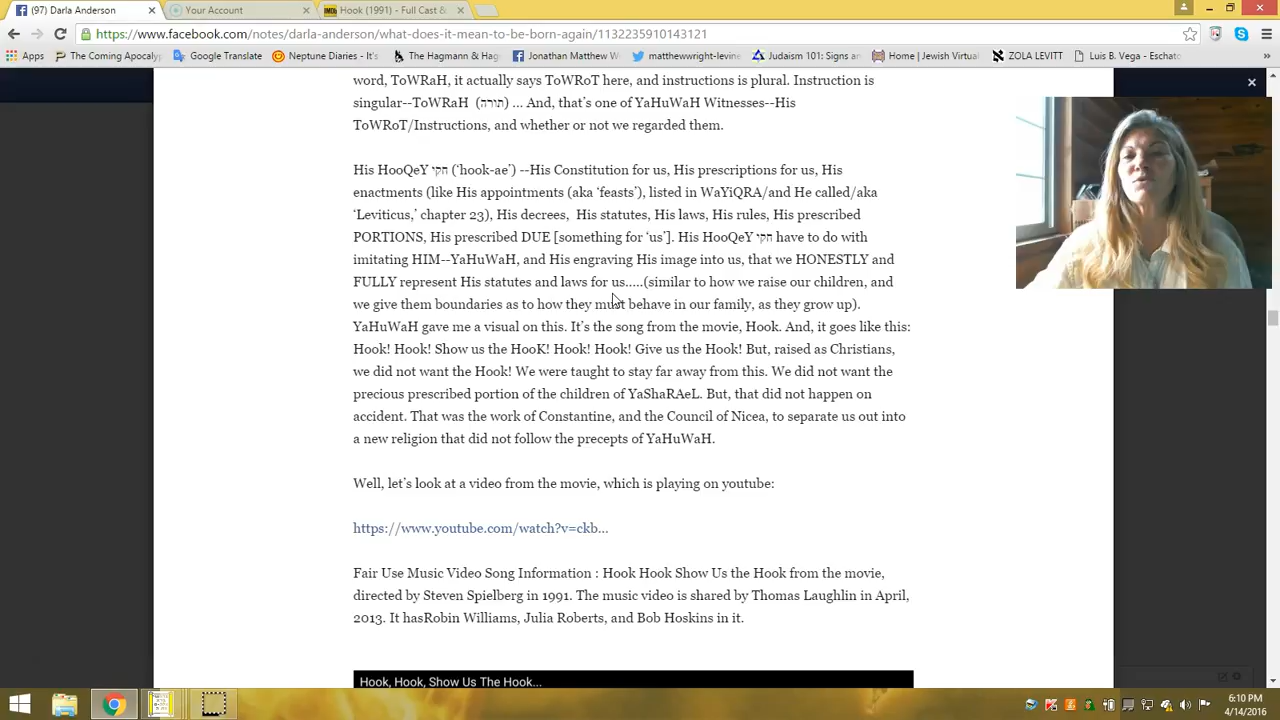 (97) Darla Anderson
Your Account
Hook (1991) - Full Cast &
https://www.facebook.com/notes/darla-anderson/what-does-it-mean-to-be-born-again/1132235910143121
Apps
The Coming Apocalyp
Google Translate
Neptune Diaries - It's
The Hagmann & Hag
Jonathan Matthew W
matthewwright-levine
Judaism 101: Signs an
Home | Jewish Virtual
ZOLA LEVITT
Luis B. Vega - Eschato
word, ToWRaH, it actually says ToWRoT here, and instructions is plural. Instruction is
singular--ToWRaH (תורה) ... And, that's one of YaHuWaH Witnesses--His
ToWRoT/Instructions, and whether or not we regarded them.
His HooQeY חקי ('hook-ae') --His Constitution for us, His prescriptions for us, His
enactments (like His appointments (aka 'feasts'), listed in WaYiQRA/and He called/aka
'Leviticus,' chapter 23), His decrees, His statutes, His laws, His rules, His prescribed
PORTIONS, His prescribed DUE [something for 'us']. His HooQeY חקי have to do with
imitating HIM--YaHuWaH, and His engraving His image into us, that we HONESTLY and
FULLY represent His statutes and laws for us.....(similar to how we raise our children, and
we give them boundaries as to how they must behave in our family, as they grow up).
YaHuWaH gave me a visual on this. It's the song from the movie, Hook. And, it goes like this:
Hook! Hook! Show us the HooK! Hook! Hook! Give us the Hook! But, raised as Christians,
we did not want the Hook! We were taught to stay far away from this. We did not want the
precious prescribed portion of the children of YaShaRAeL. But, that did not happen on
accident. That was the work of Constantine, and the Council of Nicea, to separate us out into
a new religion that did not follow the precepts of YaHuWaH.
Well, let's look at a video from the movie, which is playing on youtube:
https://www.youtube.com/watch?v=ckb...
Fair Use Music Video Song Information : Hook Hook Show Us the Hook from the movie,
directed by Steven Spielberg in 1991. The music video is shared by Thomas Laughlin in April,
2013. It hasRobin Williams, Julia Roberts, and Bob Hoskins in it.
Hook, Hook, Show Us The Hook...
6:10 PM
4/14/2016